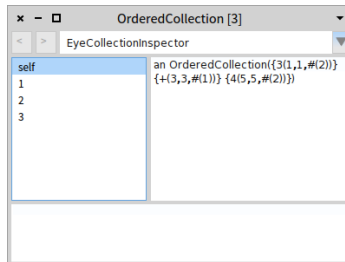 OrderedCollection [3]
< > EyeCollectionInspector
self
1
2
3
an OrderedCollection({3(1,1,#(2))}
{+(3,3,#(1))} {4(5,5,#(2))})